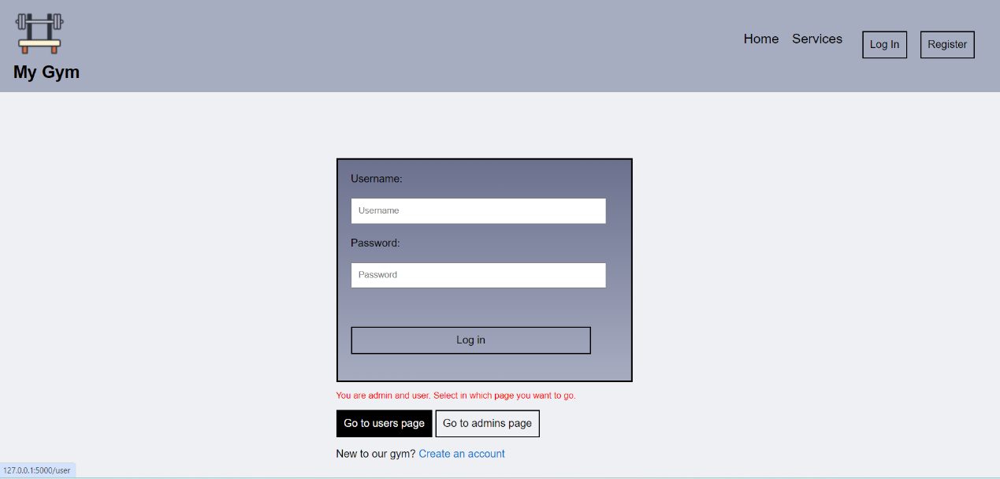 My Gym
Home Services Log In Register
Username:
Username
Password:
Password
Log in
You are admin and user. Select in which page you want to go.
Go to users page Go to admins page
New to our gym? Create an account
127.0.0.1:5000/user